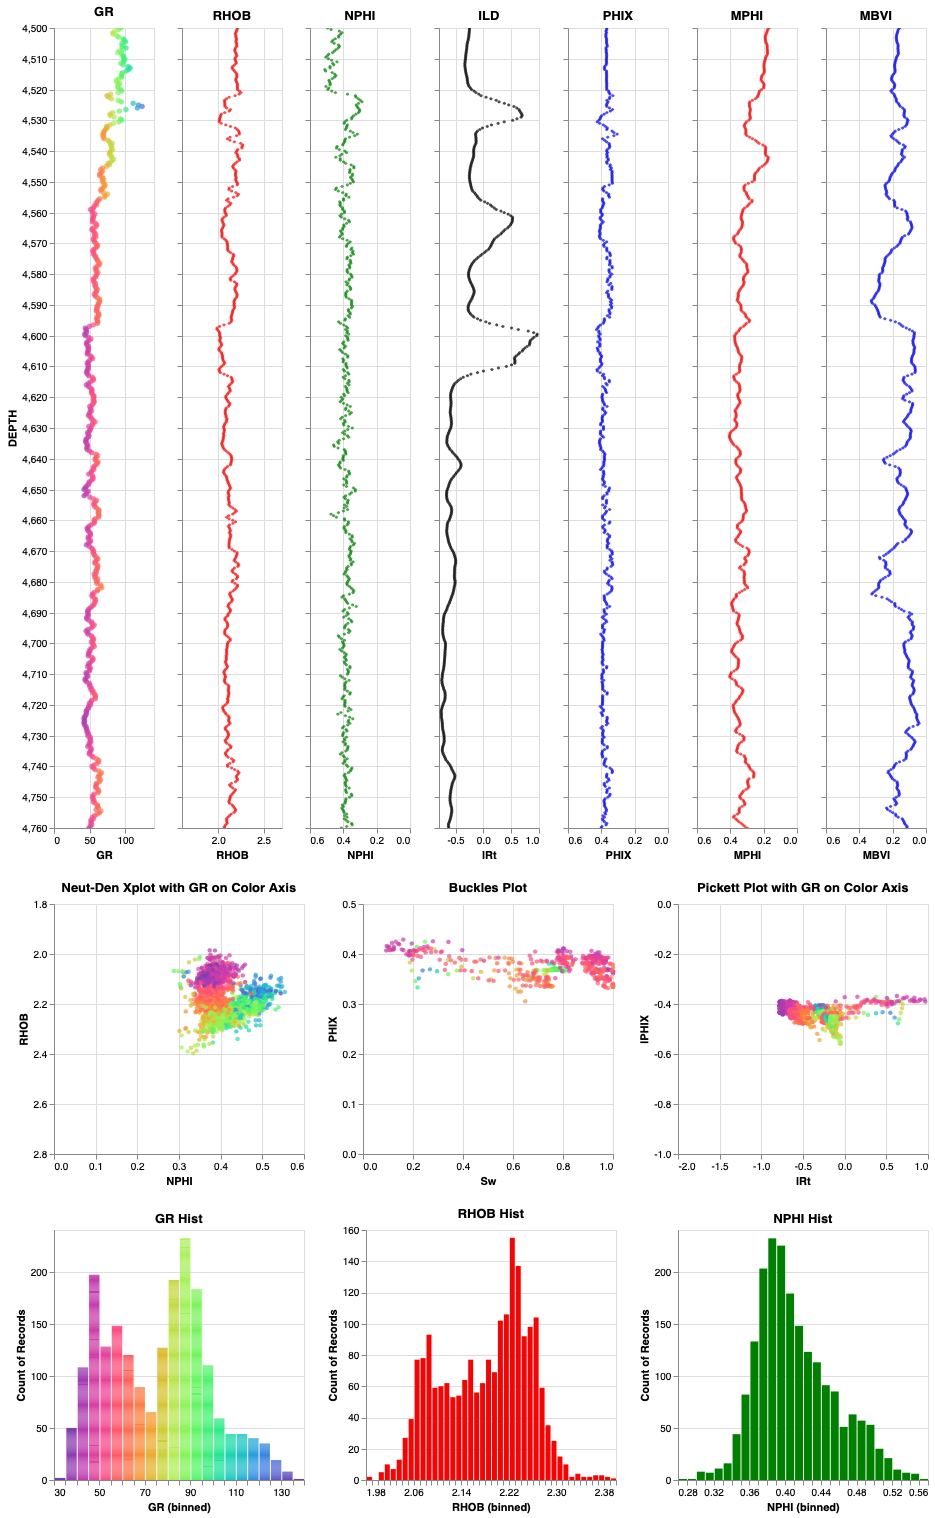 GR RHOB NPHI ILD PHIX MPHI MBVI
4,500
4,510
4,520
4,530
4,540
4,550
4,560
4,570
4,580
4,590
4,600
4,610
4,620
4,630
4,640
4,650
4,660
4,670
4,680
4,690
4,700
4,710
4,720
4,730
4,740
4,750
4,760
DEPTH
0 50 100 2.0 2.5 0.6 0.4 0.2 0.0 -0.5 0.0 0.5 1.0 0.6 0.4 0.2 0.0 0.6 0.4 0.2 0.0 0.6 0.4 0.2 0.0
GR RHOB NPHI lRt PHIX MPHI MBVI
Neut-Den Xplot with GR on Color Axis
1.8
2.0
2.2
2.4
2.6
2.8
RHOB
0.0 0.1 0.2 0.3 0.4 0.5 0.6
NPHI
Buckles Plot
0.5
0.4
0.3
0.2
0.1
0.0
PHIX
0.0 0.2 0.4 0.6 0.8 1.0
Sw
Pickett Plot with GR on Color Axis
0.0
-0.2
-0.4
-0.6
-0.8
-1.0
lPHIX
-2.0 -1.5 -1.0 -0.5 0.0 0.5 1.0
lRt
GR Hist
200
150
100
50
0
Count of Records
30 50 70 90 110 130
GR (binned)
RHOB Hist
160
140
120
100
80
60
40
20
0
Count of Records
1.98 2.06 2.14 2.22 2.30 2.38
RHOB (binned)
NPHI Hist
200
150
100
50
0
Count of Records
0.28 0.32 0.36 0.40 0.44 0.48 0.52 0.56
NPHI (binned)